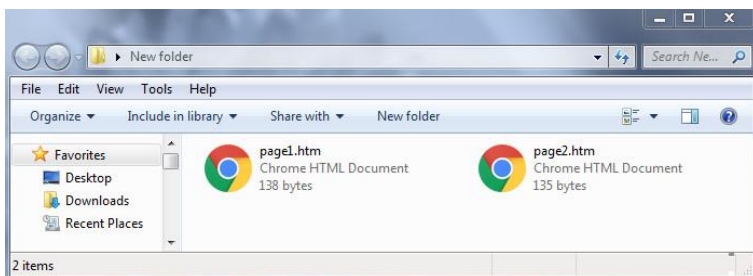 New folder
Search Ne...
File Edit View Tools Help
Organize Include in library Share with New folder
Favorites
Desktop
Downloads
Recent Places
page1.htm
Chrome HTML Document
138 bytes
page2.htm
Chrome HTML Document
135 bytes
2 items